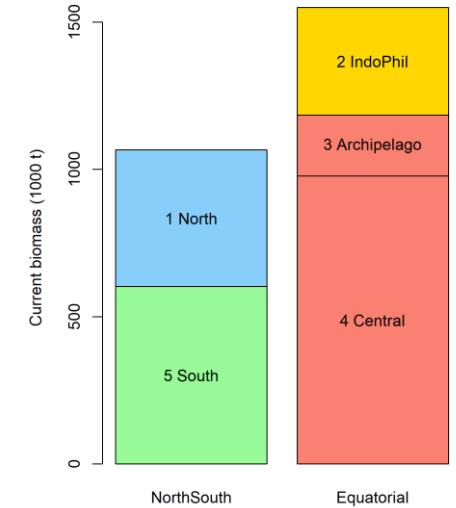 Current biomass (1000 t)
1500
1000
500
0
2 IndoPhil
3 Archipelago
1 North
4 Central
5 South
NorthSouth
Equatorial